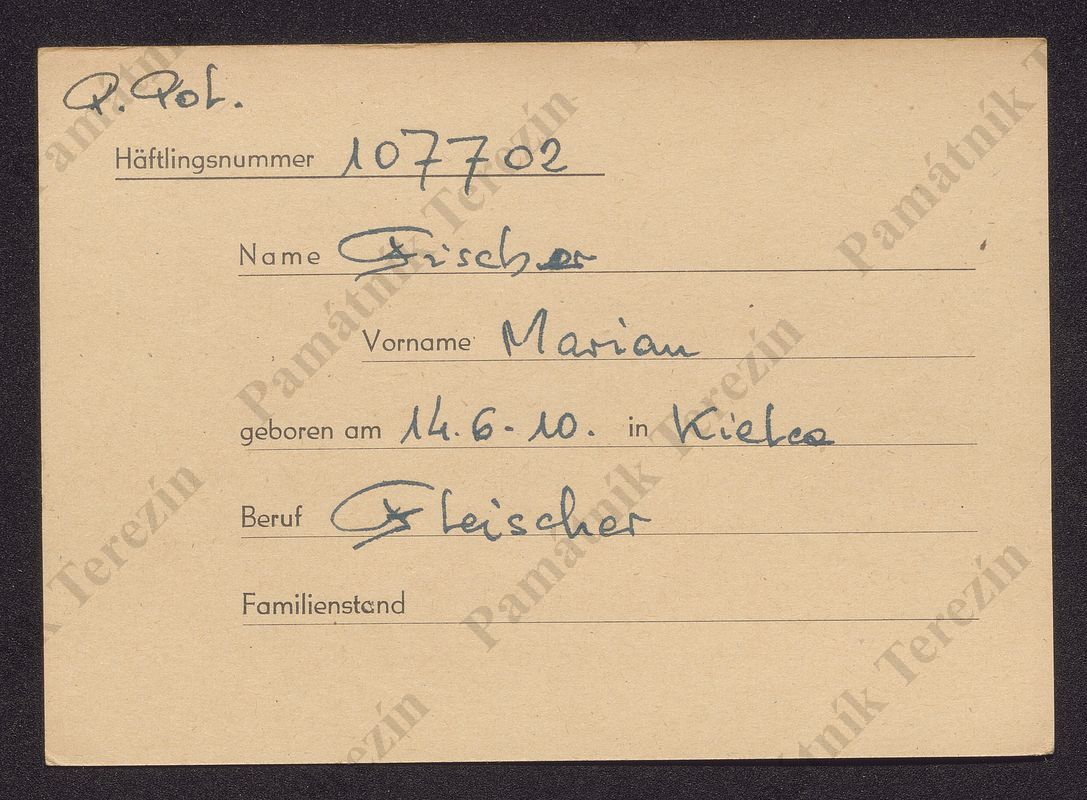 P. Pol.
Häftlingsnummer 107702
Name Fischer
Vorname Marian
geboren am 14.6.10. in Kielce
Beruf Fleischer
Familienstand
Památník Terezín